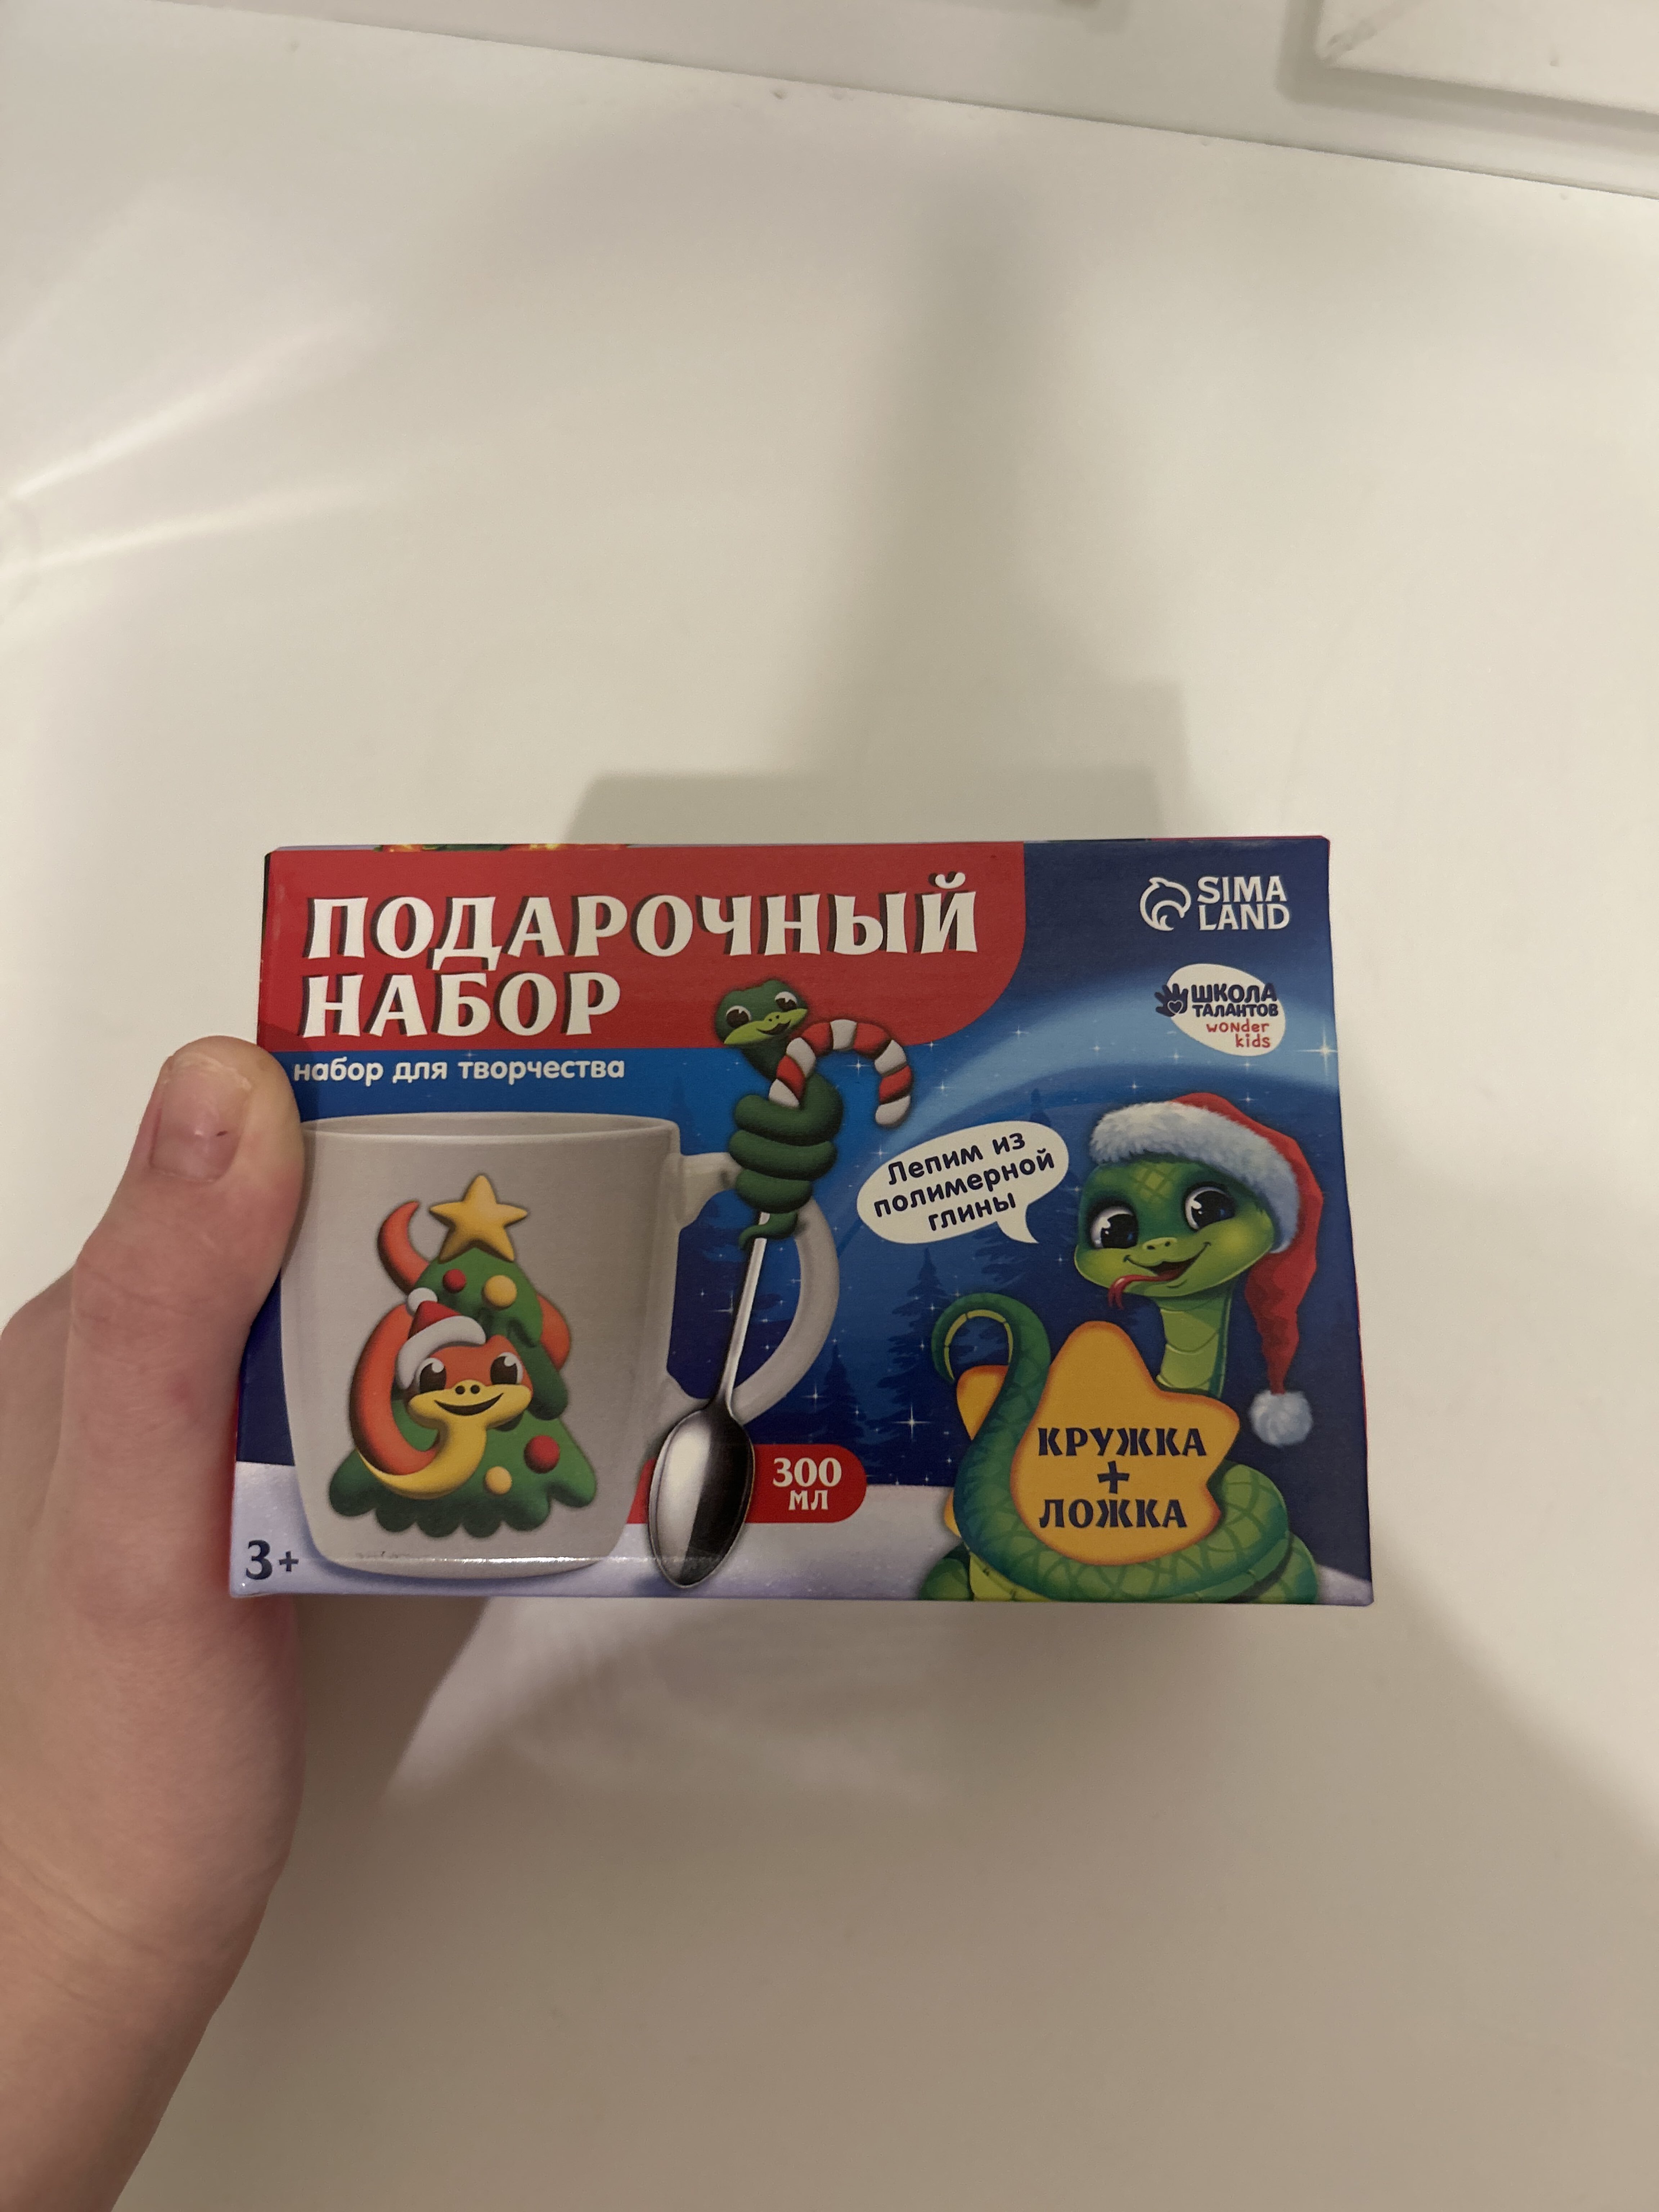 ПОДАРОЧНЫЙ
НАБОР
набор для творчества
SIMA
LAND
ШКОЛА
ТАЛАНТОВ
wonder
kids
Лепим из
полимерной
глины
КРУЖКА
+
ЛОЖКА
300
МЛ
3+